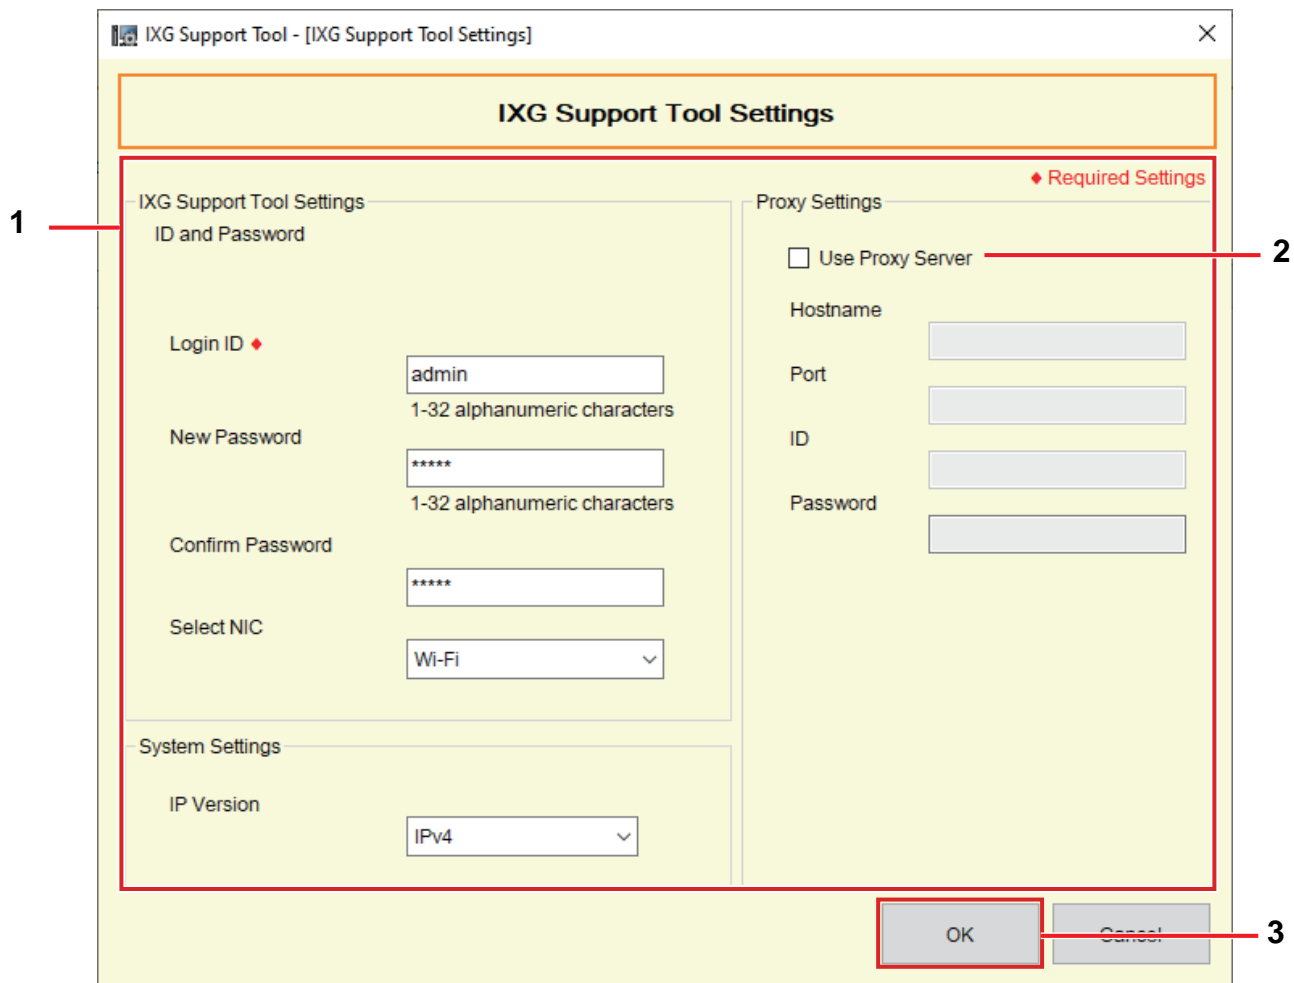 IXG Support Tool - [IXG Support Tool Settings]
IXG Support Tool Settings
♦ Required Settings
1
IXG Support Tool Settings
ID and Password
Login ID ♦
admin
1-32 alphanumeric characters
New Password
*****
1-32 alphanumeric characters
Confirm Password
*****
Select NIC
Wi-Fi
System Settings
IP Version
IPv4
Proxy Settings
Use Proxy Server
2
Hostname
Port
ID
Password
OK
Cancel
3